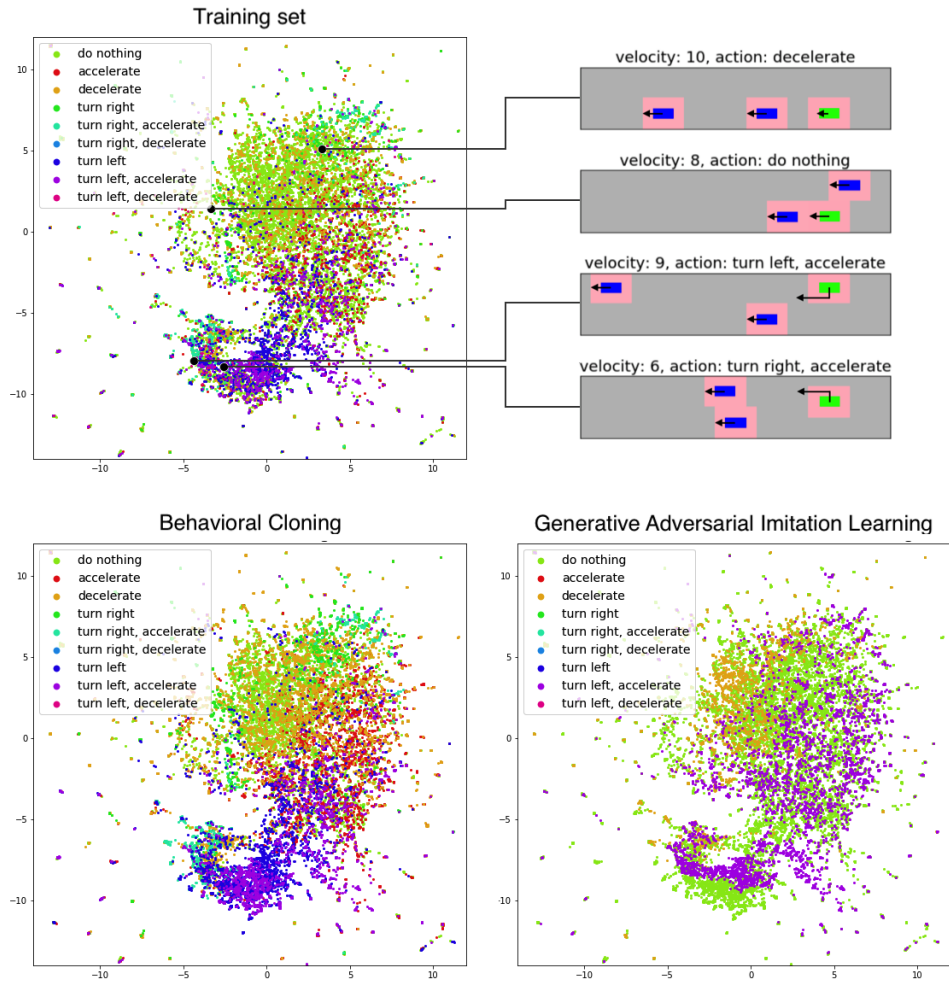 Training set
do nothing
accelerate
decelerate
turn right
turn right, accelerate
turn right, decelerate
turn left
turn left, accelerate
turn left, decelerate
10
5
0
−5
−10
−10
−5
0
5
10
velocity: 10, action: decelerate
velocity: 8, action: do nothing
velocity: 9, action: turn left, accelerate
velocity: 6, action: turn right, accelerate
Behavioral Cloning
do nothing
accelerate
decelerate
turn right
turn right, accelerate
turn right, decelerate
turn left
turn left, accelerate
turn left, decelerate
10
5
0
−5
−10
−10
−5
0
5
10
Generative Adversarial Imitation Learning
do nothing
accelerate
decelerate
turn right
turn right, accelerate
turn right, decelerate
turn left
turn left, accelerate
turn left, decelerate
10
5
0
−5
−10
−10
−5
0
5
10